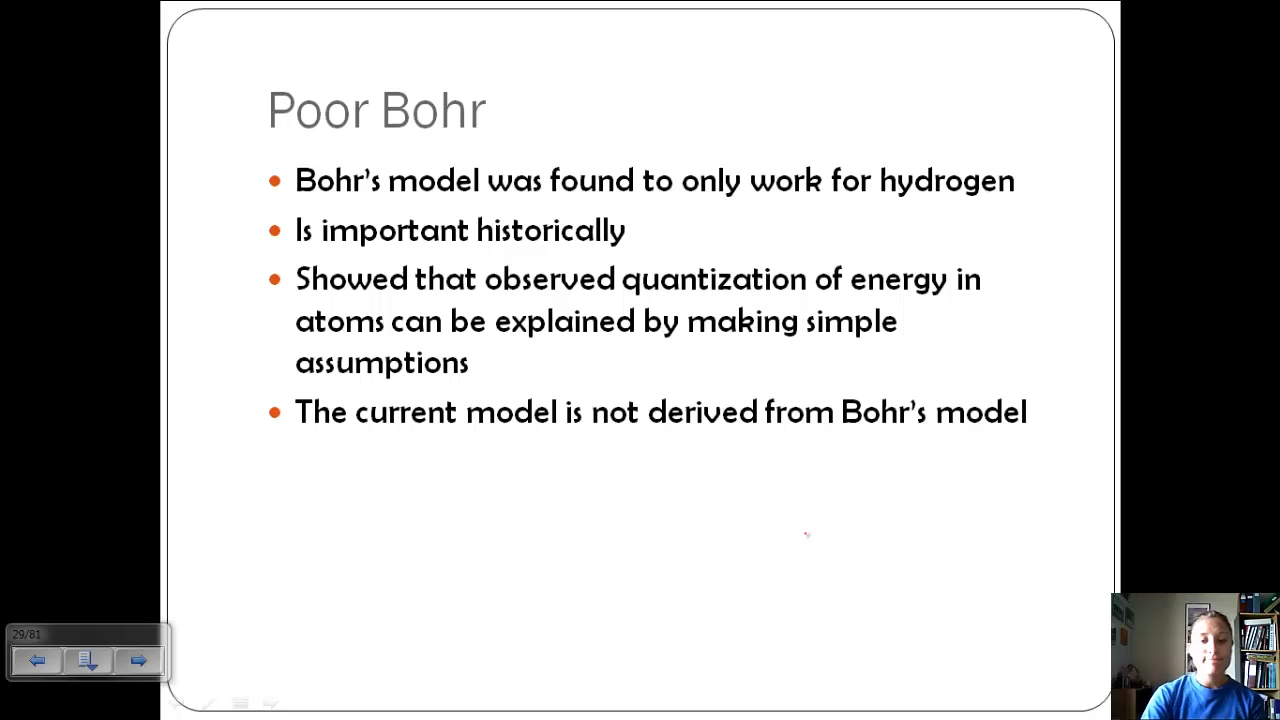 Poor Bohr
Bohr's model was found to only work for hydrogen
Is important historically
Showed that observed quantization of energy in
atoms can be explained by making simple
assumptions
The current model is not derived from Bohr's model
29/81